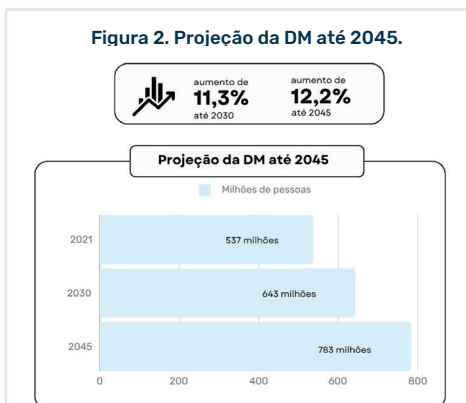 Figura 2. Projeção da DM até 2045.
aumento de
11,3%
até 2030
aumento de
12,2%
até 2045
Projeção da DM até 2045
Milhões de pessoas
2021
537 milhões
2030
643 milhões
2045
783 milhões
0 200 400 600 800